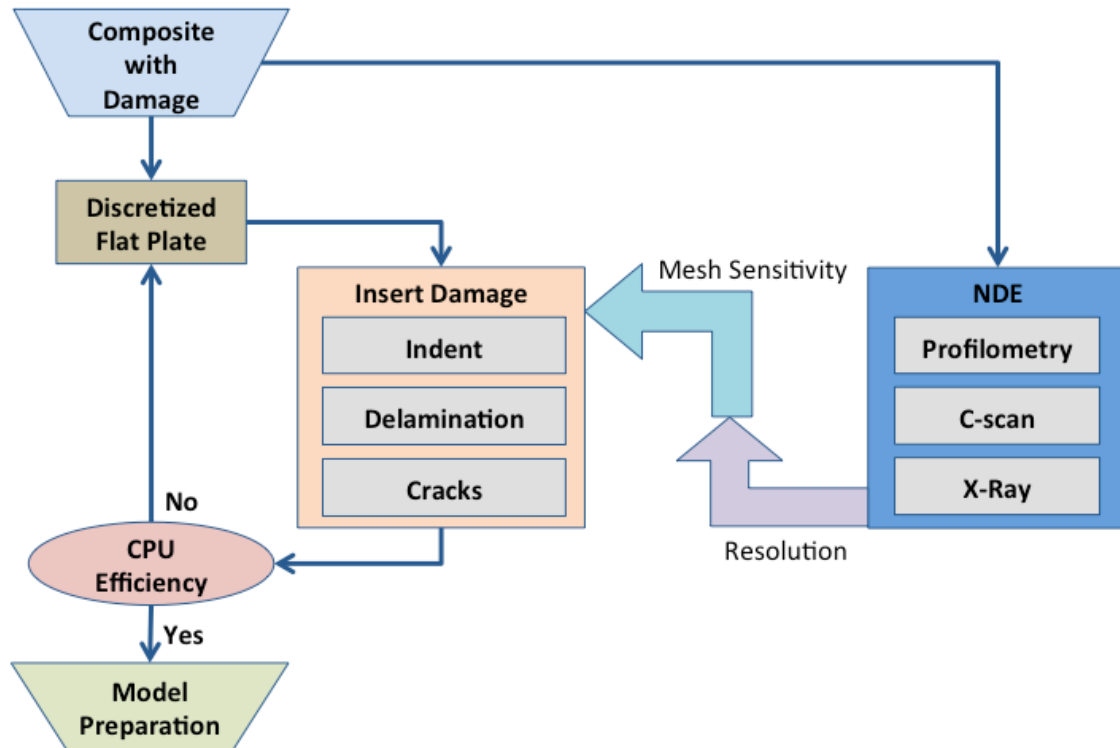 Composite
with
Damage
Discretized
Flat Plate
Insert Damage
Indent
Delamination
Cracks
Mesh Sensitivity
Resolution
NDE
Profilometry
C-scan
X-Ray
No
CPU
Efficiency
Yes
Model
Preparation